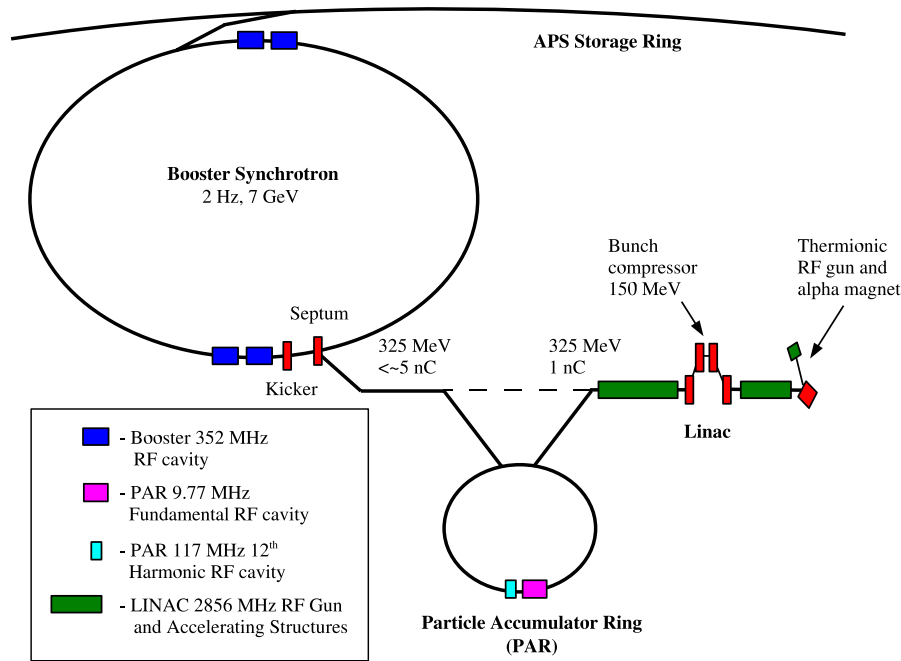 APS Storage Ring
Booster Synchrotron
2 Hz, 7 GeV
Bunch
compressor
150 MeV
Thermionic
RF gun and
alpha magnet
Septum
Kicker
325 MeV
<~5 nC
325 MeV
1 nC
Linac
- Booster 352 MHz
RF cavity
- PAR 9.77 MHz
Fundamental RF cavity
- PAR 117 MHz 12th
Harmonic RF cavity
- LINAC 2856 MHz RF Gun
and Accelerating Structures
Particle Accumulator Ring
(PAR)